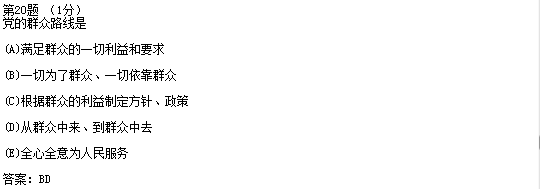 第20题 （1分）
党的群众路线是
(A)满足群众的一切利益和要求
(B)一切为了群众、一切依靠群众
(C)根据群众的利益制定方针、政策
(D)从群众中来、到群众中去
(E)全心全意为人民服务
答案：BD